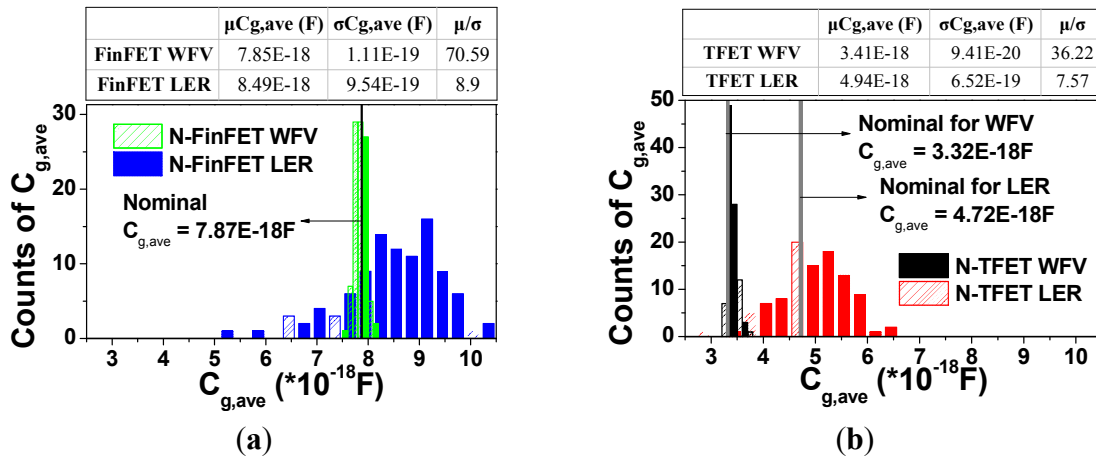 μCg,ave (F) σCg,ave (F) μ/σ
FinFET WFV 7.85E-18 1.11E-19 70.59
FinFET LER 8.49E-18 9.54E-19 8.9
30
20
10
0
Counts of C_g,ave
N-FinFET WFV
N-FinFET LER
Nominal
C_g,ave = 7.87E-18F
3 4 5 6 7 8 9 10
C_g,ave (*10^-18F)
(a)
μCg,ave (F) σCg,ave (F) μ/σ
TFET WFV 3.41E-18 9.41E-20 36.22
TFET LER 4.94E-18 6.52E-19 7.57
50
40
30
20
10
0
Counts of C_g,ave
Nominal for WFV
C_g,ave = 3.32E-18F
Nominal for LER
C_g,ave = 4.72E-18F
N-TFET WFV
N-TFET LER
3 4 5 6 7 8 9 10
C_g,ave (*10^-18F)
(b)